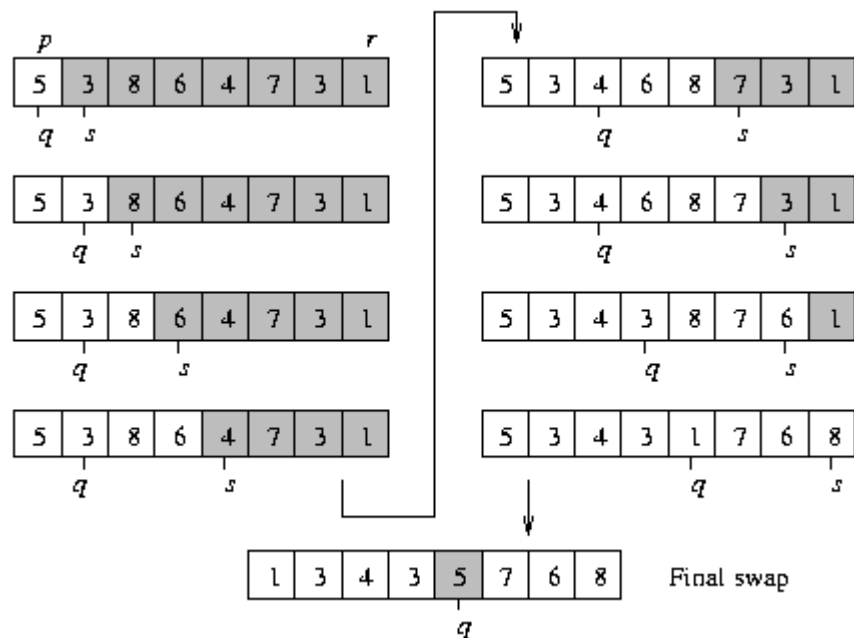 p r
5 3 8 6 4 7 3 1
q s
5 3 8 6 4 7 3 1
q s
5 3 8 6 4 7 3 1
q s
5 3 8 6 4 7 3 1
q s
5 3 4 6 8 7 3 1
q s
5 3 4 6 8 7 3 1
q s
5 3 4 3 8 7 6 1
q s
5 3 4 3 1 7 6 8
q s
1 3 4 3 5 7 6 8 Final swap
q